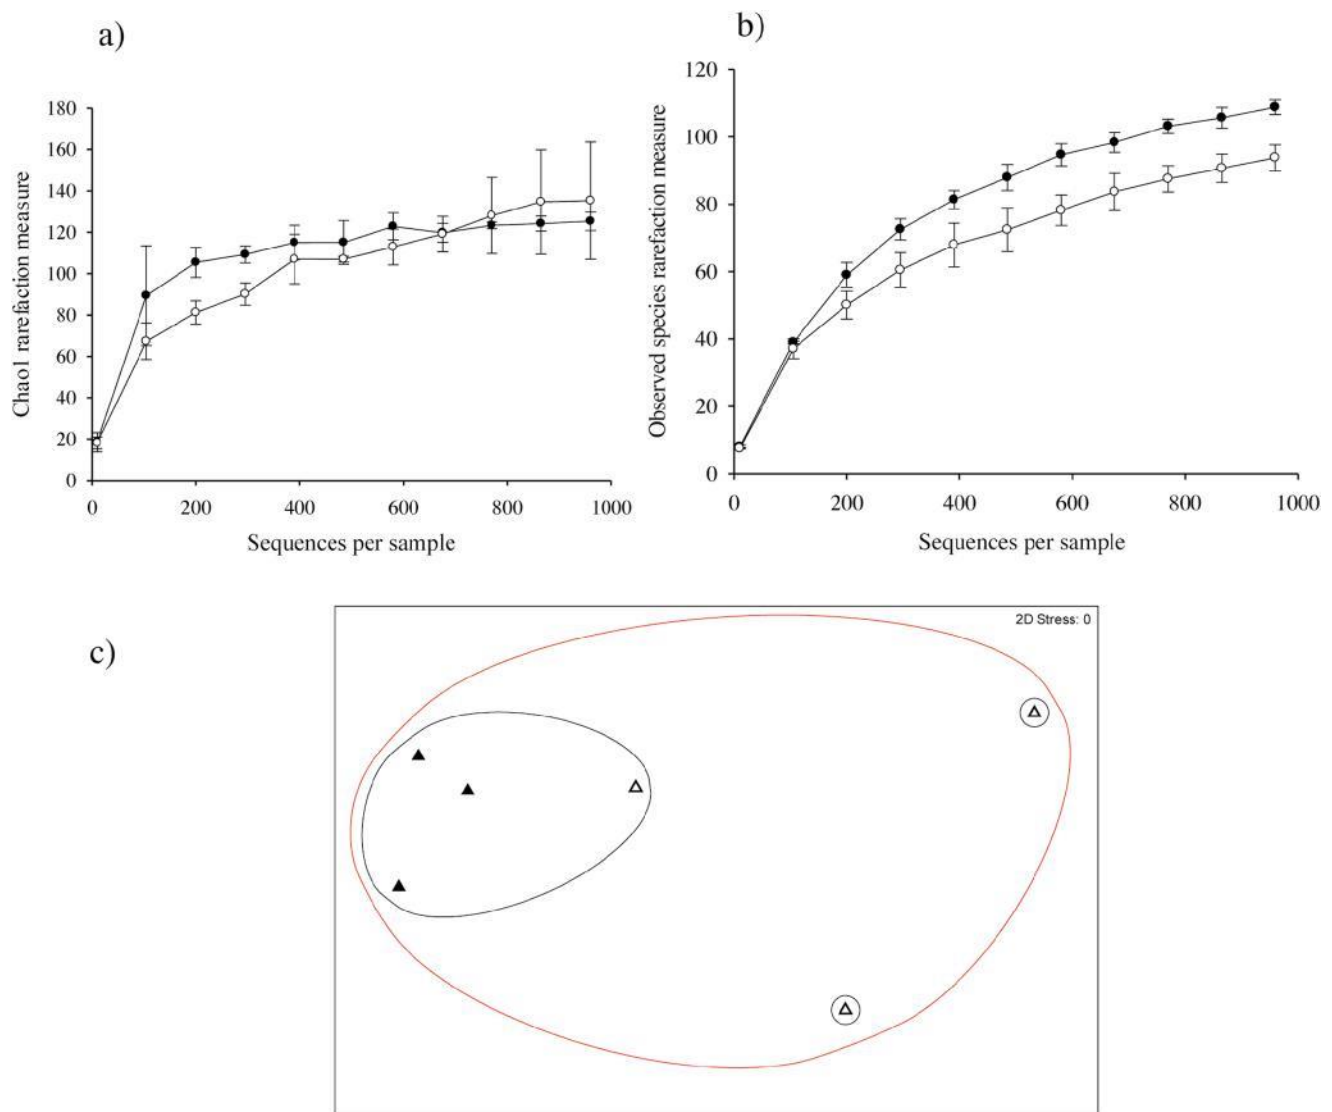 a)
Chao1 rarefaction measure
180
160
140
120
100
80
60
40
20
0
0 200 400 600 800 1000
Sequences per sample
b)
Observed species rarefaction measure
120
100
80
60
40
20
0
0 200 400 600 800 1000
Sequences per sample
c)
2D Stress: 0